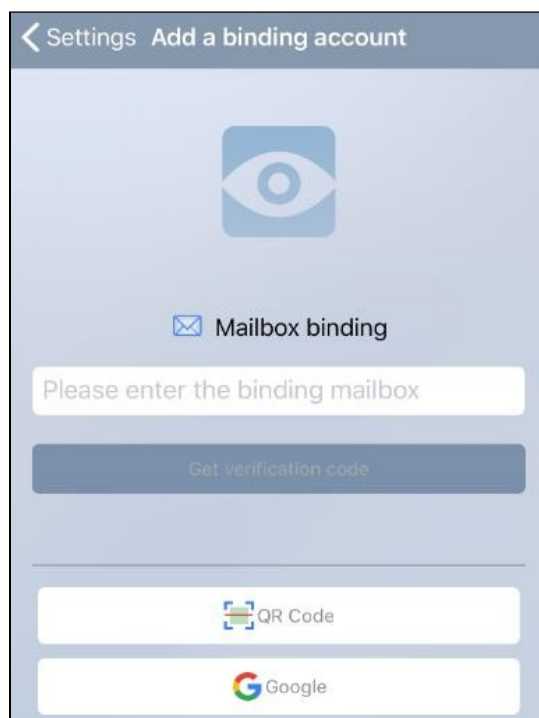 Settings Add a binding account
Mailbox binding
Please enter the binding mailbox
Get verification code
QR Code
Google